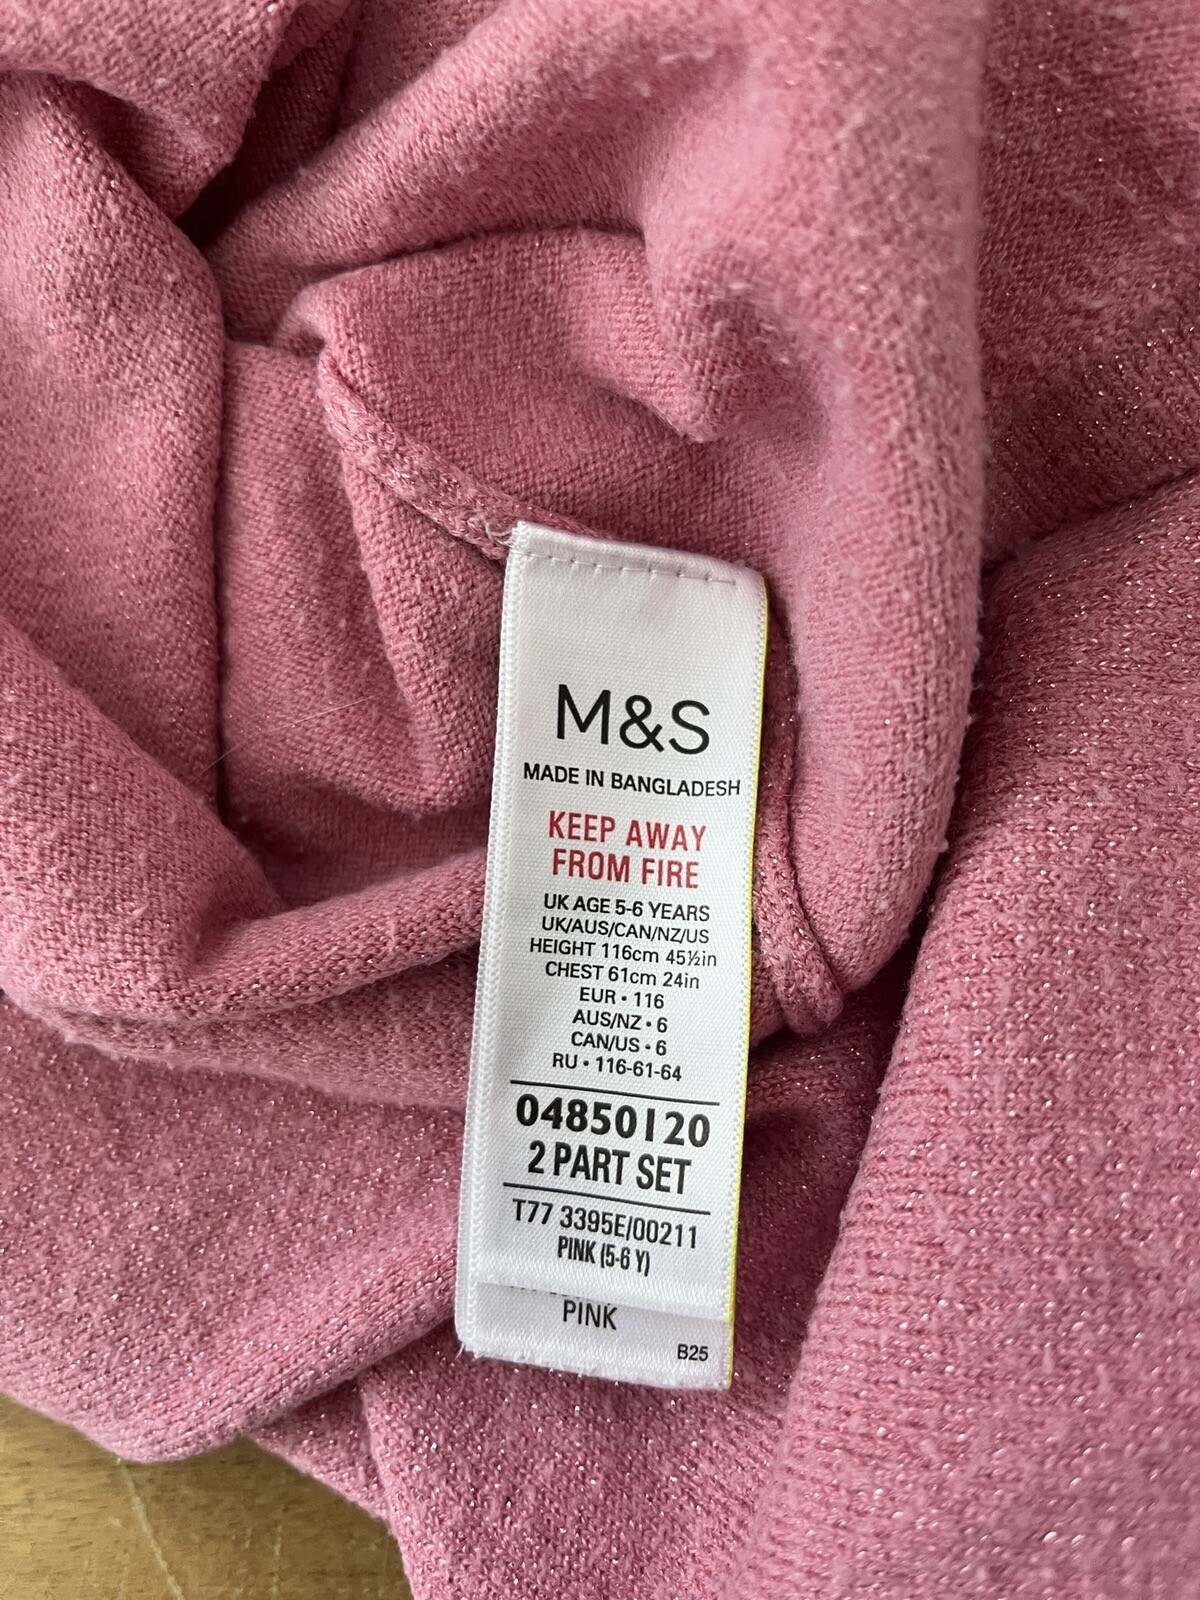 M&S
MADE IN BANGLADESH
KEEP AWAY
FROM FIRE
UK AGE 5-6 YEARS
UK/AUS/CAN/NZ/US
HEIGHT 116cm 45½in
CHEST 61cm 24in
EUR • 116
AUS/NZ • 6
CAN/US • 6
RU • 116-61-64
04850120
2 PART SET
T77 3395E/00211
PINK (5-6 Y)
PINK
B25